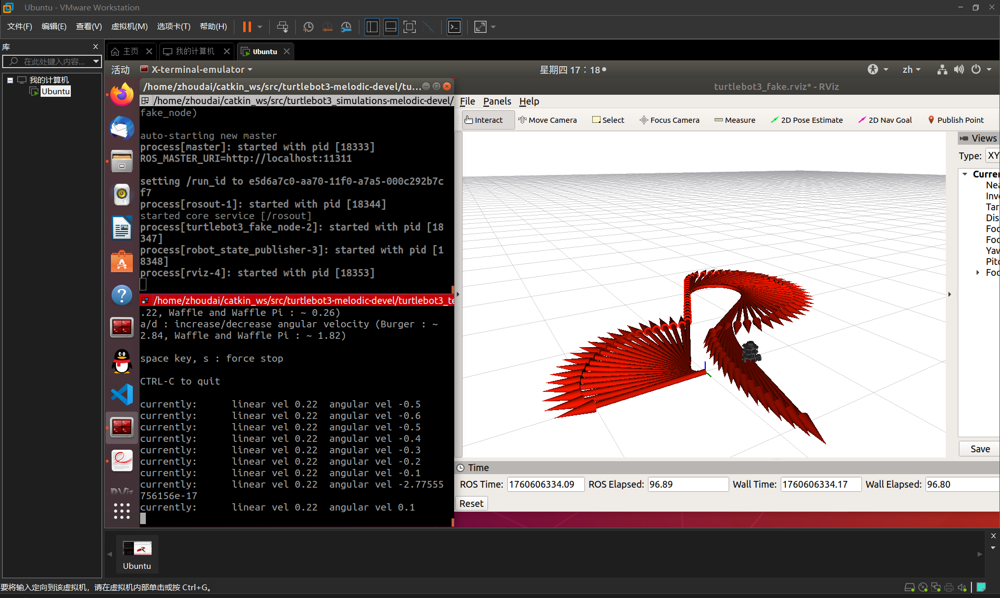 Ubuntu - VMware Workstation
文件(F) 编辑(E) 查看(V) 虚拟机(M) 选项卡(T) 帮助(H)
库
在此处键入内容...
我的计算机
Ubuntu
主页 我的计算机 Ubuntu
活动 X-terminal-emulator 星期四 17：18 zh
/home/zhoudai/catkin_ws/src/turtlebot3-melodic-devel/tu...
/home/zhoudai/catkin_ws/src/turtlebot3_simulations-melodic-devel/
fake_node)
auto-starting new master
process[master]: started with pid [18333]
ROS_MASTER_URI=http://localhost:11311
setting /run_id to e5d6a7c0-aa70-11f0-a7a5-000c292b7c
f7
process[rosout-1]: started with pid [18344]
started core service [/rosout]
process[turtlebot3_fake_node-2]: started with pid [18
347]
process[robot_state_publisher-3]: started with pid [1
8348]
process[rviz-4]: started with pid [18353]
/home/zhoudai/catkin_ws/src/turtlebot3-melodic-devel/turtlebot3_te
.22, Waffle and Waffle Pi : ~ 0.26)
a/d : increase/decrease angular velocity (Burger : ~
2.84, Waffle and Waffle Pi : ~ 1.82)
space key, s : force stop
CTRL-C to quit
currently: linear vel 0.22 angular vel -0.5
currently: linear vel 0.22 angular vel -0.6
currently: linear vel 0.22 angular vel -0.5
currently: linear vel 0.22 angular vel -0.4
currently: linear vel 0.22 angular vel -0.3
currently: linear vel 0.22 angular vel -0.2
currently: linear vel 0.22 angular vel -0.1
currently: linear vel 0.22 angular vel -2.77555
756156e-17
currently: linear vel 0.22 angular vel 0.1
turtlebot3_fake.rviz* - RViz
File Panels Help
Interact Move Camera Select Focus Camera Measure 2D Pose Estimate 2D Nav Goal Publish Point
Views
Type: XY
Curre
Nea
Inve
Tar
Dis
Foc
Foc
Yaw
Pitc
Foc
Save
Time
ROS Time: 1760606334.09 ROS Elapsed: 96.89 Wall Time: 1760606334.17 Wall Elapsed: 96.80
Reset
RViz
Ubuntu
要将输入定向到该虚拟机，请在虚拟机内部单击或按 Ctrl+G。